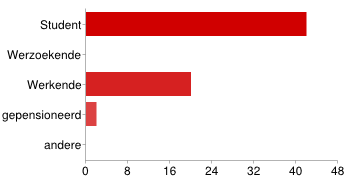 Student
Werzoekende
Werkende
gepensioneerd
andere
0 8 16 24 32 40 48